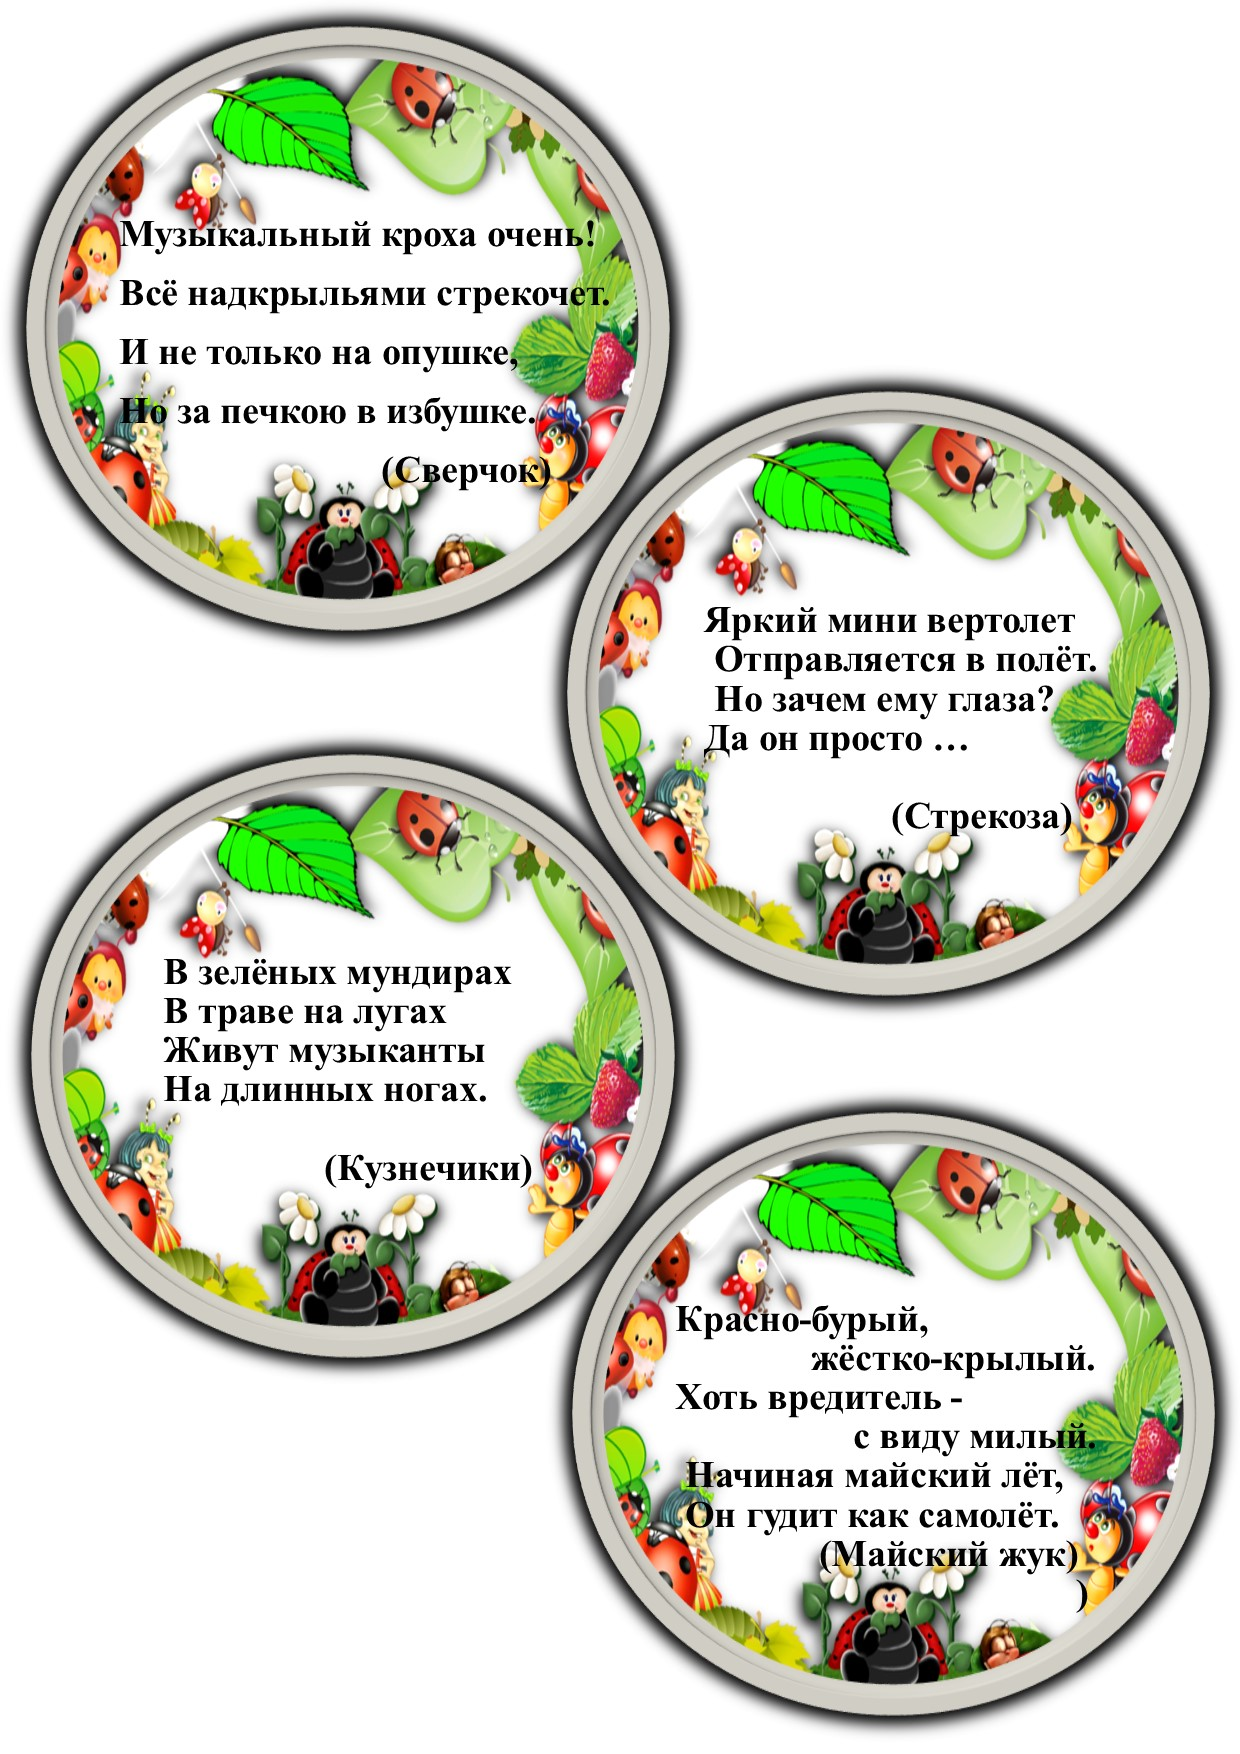 Музыкальный кроха очень!
Всё надкрыльями стрекочет.
И не только на опушке,
Но за печкою в избушке.
(Сверчок)
Яркий мини вертолет
Отправляется в полёт.
Но зачем ему глаза?
Да он просто …
(Стрекоза)
В зелёных мундирах
В траве на лугах
Живут музыканты
На длинных ногах.
(Кузнечики)
Красно-бурый,
жёстко-крылый.
Хоть вредитель -
с виду милый.
Начиная майский лёт,
Он гудит как самолёт.
(Майский жук)
)